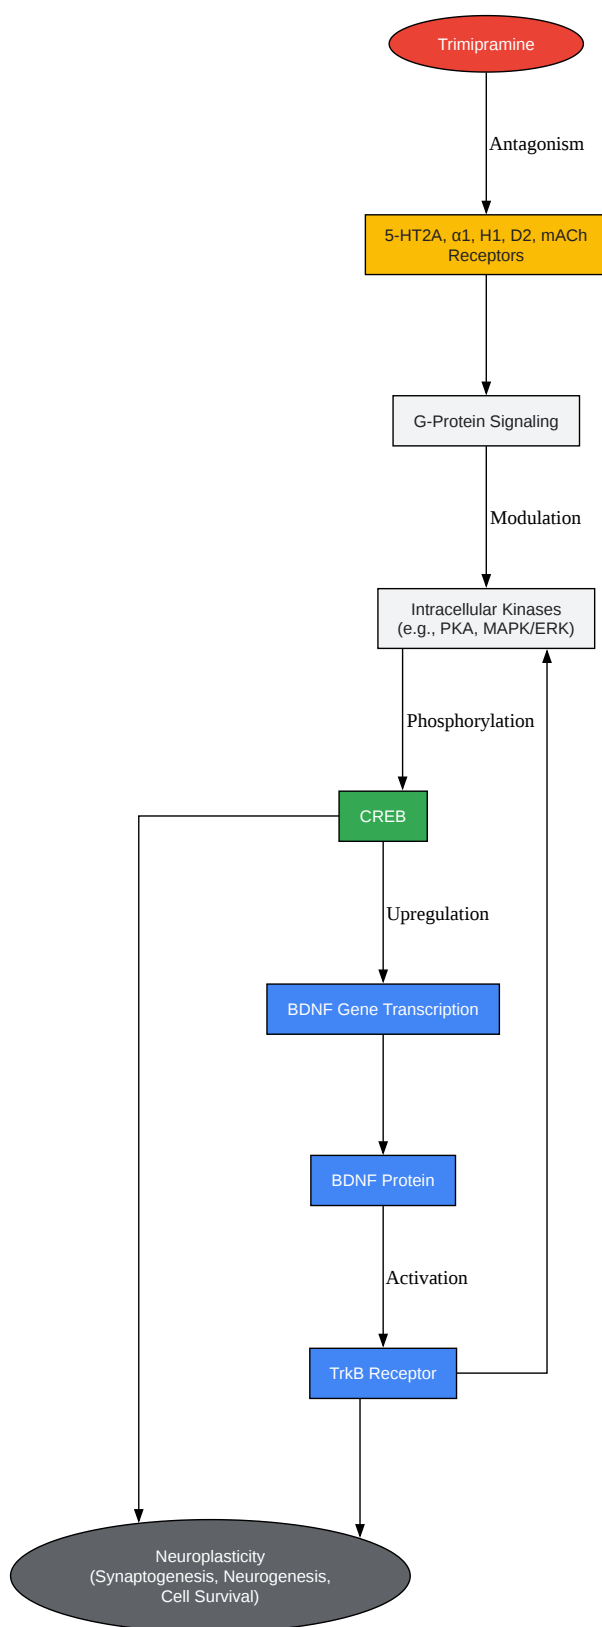 Trimipramine
Antagonism
5-HT2A, α1, H1, D2, mACh
Receptors
G-Protein Signaling
Modulation
Intracellular Kinases
(e.g., PKA, MAPK/ERK)
Phosphorylation
CREB
Upregulation
BDNF Gene Transcription
BDNF Protein
Activation
TrkB Receptor
Neuroplasticity
(Synaptogenesis, Neurogenesis,
Cell Survival)